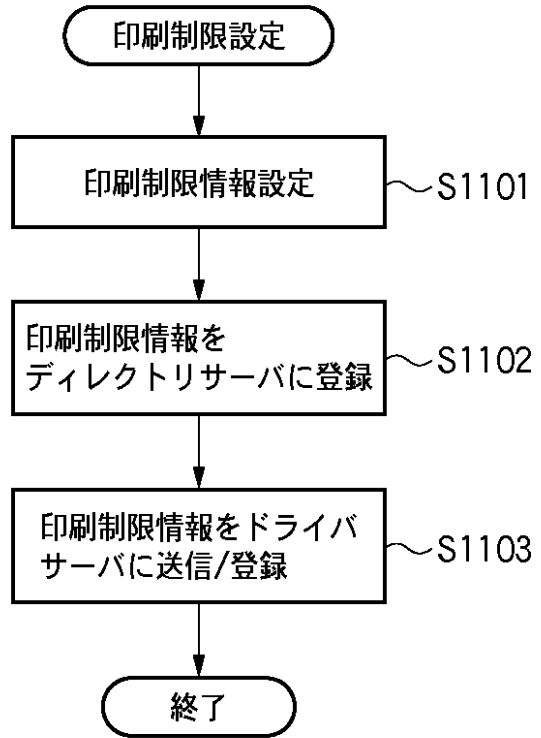 印刷制限設定
印刷制限情報設定
S1101
印刷制限情報を
ディレクトリサーバに登録
S1102
印刷制限情報をドライバ
サーバに送信/登録
S1103
終了